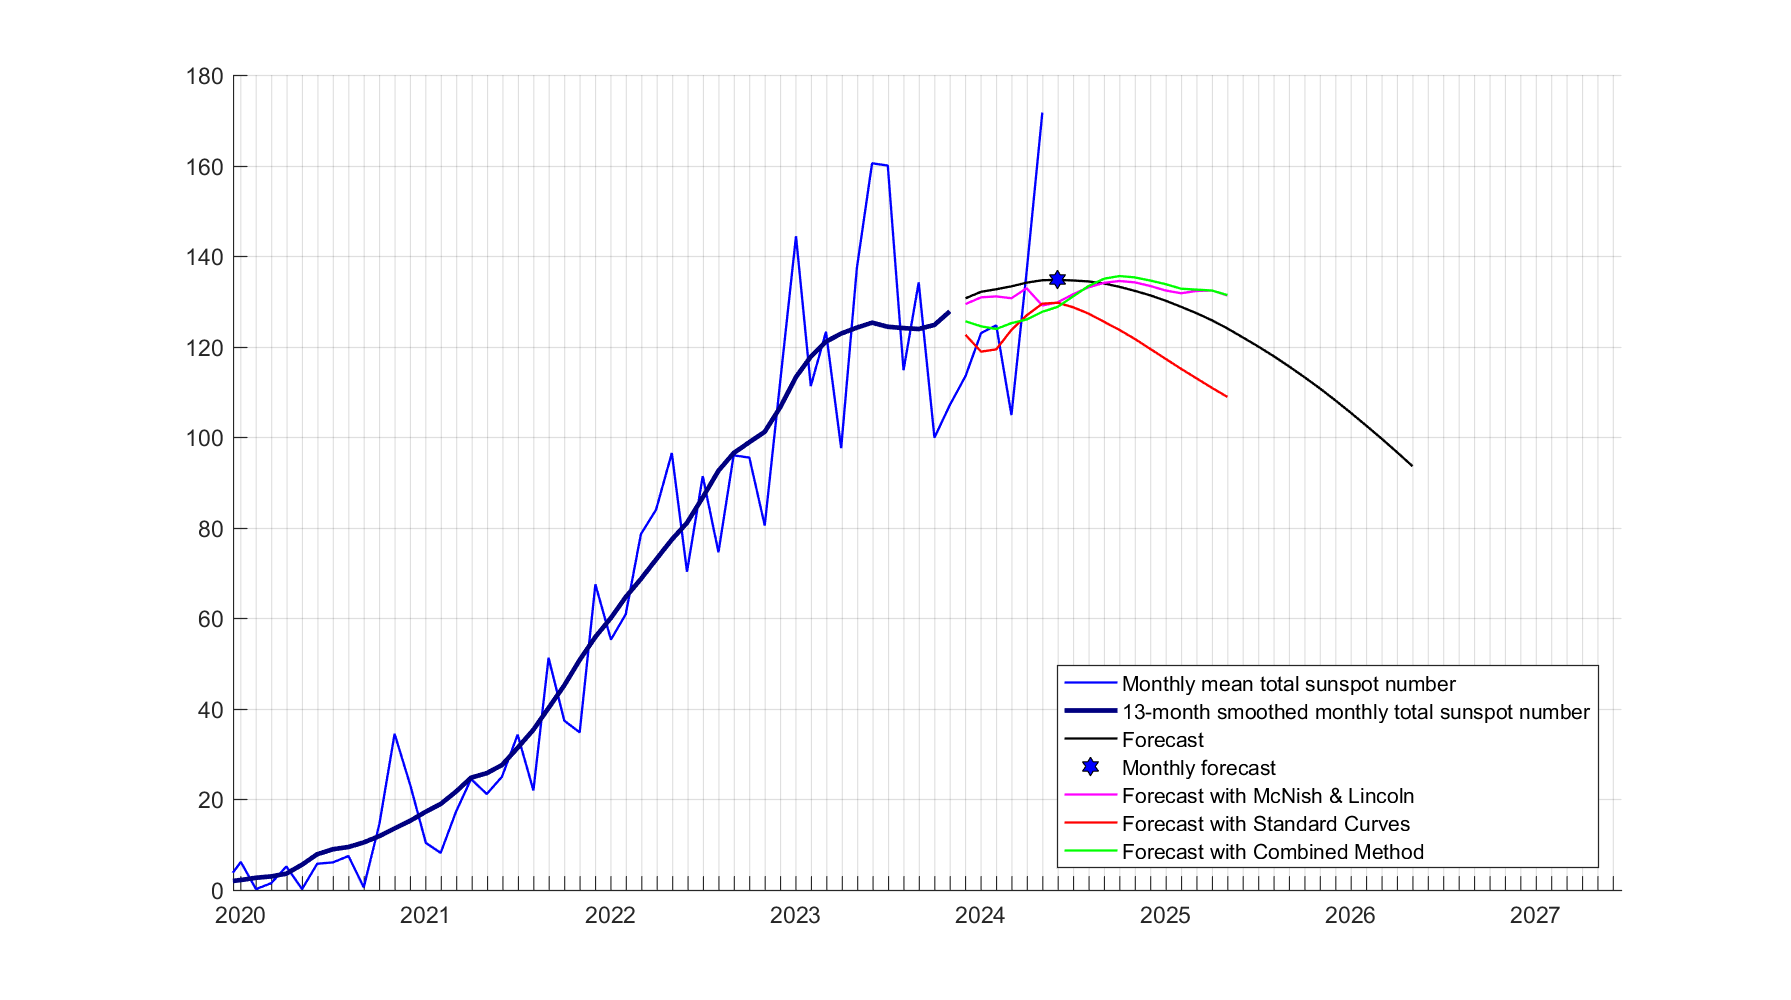 180
160
140
120
100
80
60
40
20
0
2020 2021 2022 2023 2024 2025 2026 2027
Monthly mean total sunspot number
13-month smoothed monthly total sunspot number
Forecast
Monthly forecast
Forecast with McNish & Lincoln
Forecast with Standard Curves
Forecast with Combined Method